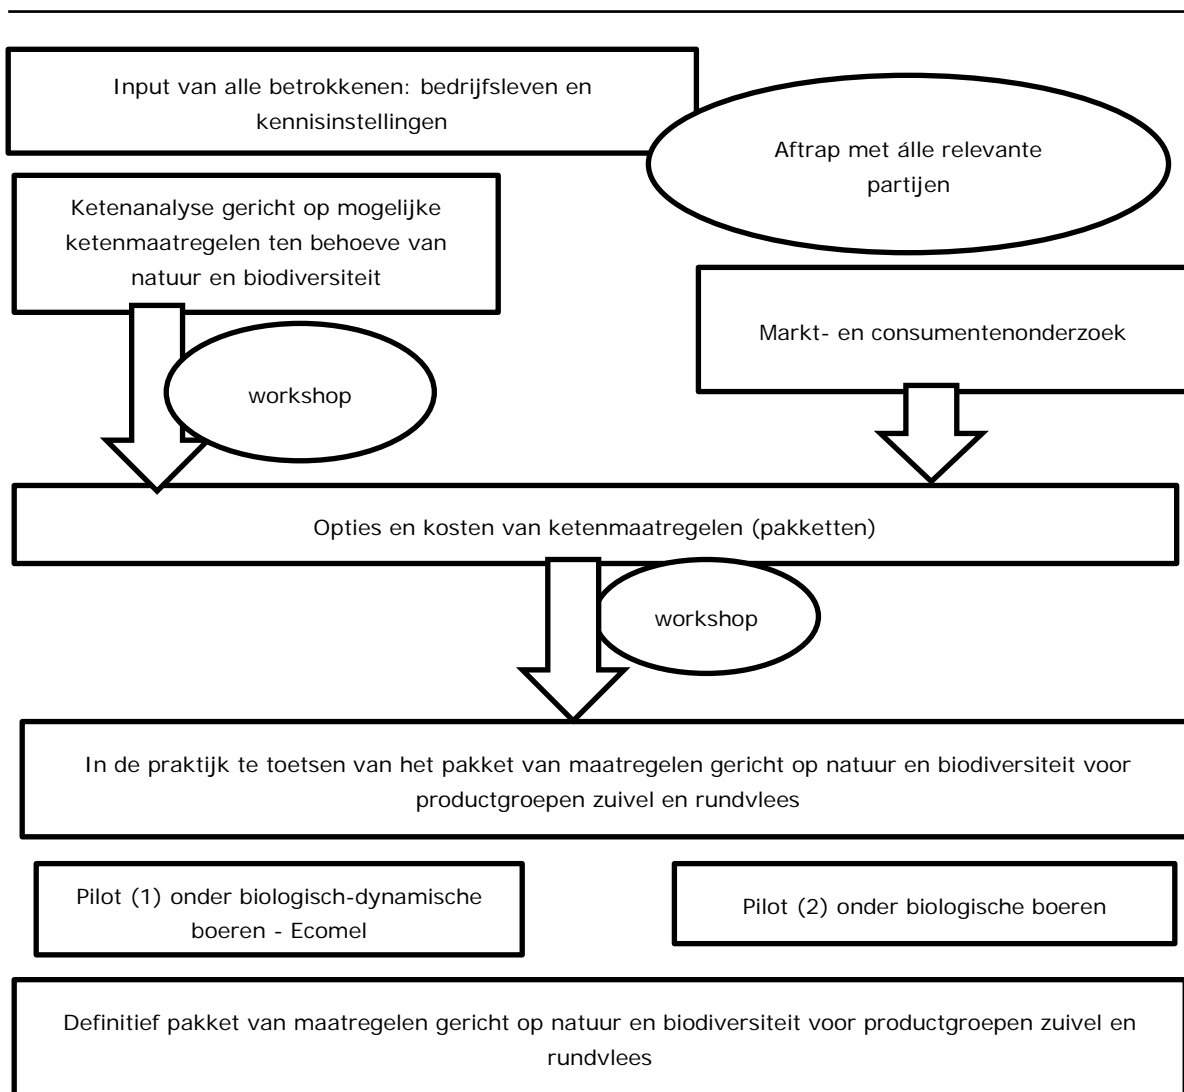 Input van alle betrokkenen: bedrijfsleven en
kennisinstellingen
Aftrap met álle relevante
partijen
Ketenanalyse gericht op mogelijke
ketenmaatregelen ten behoeve van
natuur en biodiversiteit
Markt- en consumentenonderzoek
workshop
Opties en kosten van ketenmaatregelen (pakketten)
workshop
In de praktijk te toetsen van het pakket van maatregelen gericht op natuur en biodiversiteit voor
productgroepen zuivel en rundvlees
Pilot (1) onder biologisch-dynamische
boeren - Ecomel
Pilot (2) onder biologische boeren
Definitief pakket van maatregelen gericht op natuur en biodiversiteit voor productgroepen zuivel en
rundvlees